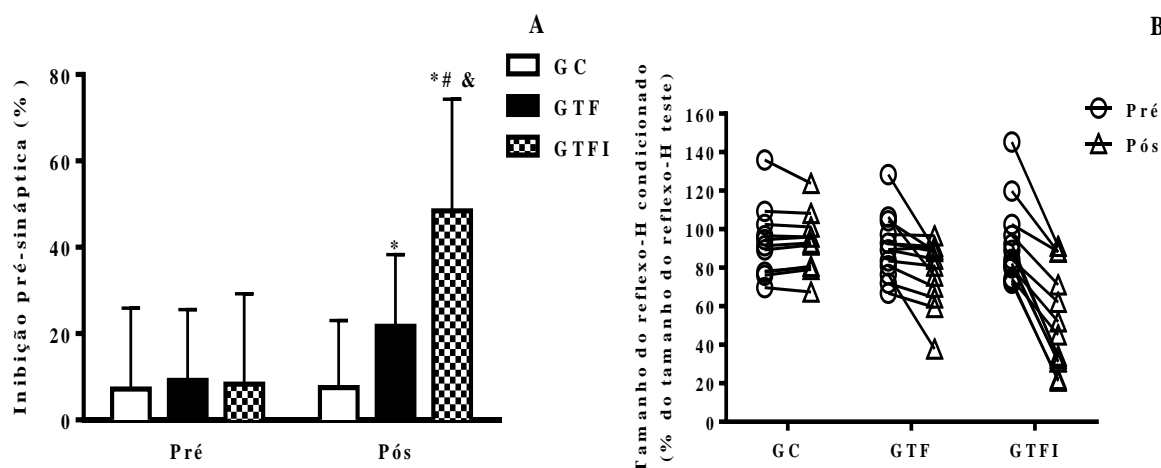 A
Inibição pré-sináptica (%)
80
60
40
20
0
*
*# &
Pré
Pós
GC
GTF
GTFI
B
Tamanho do reflexo-H condicionado
(% do tamanho do reflexo-H teste)
160
140
120
100
80
60
40
20
0
GC
GTF
GTFI
Pré
Pós